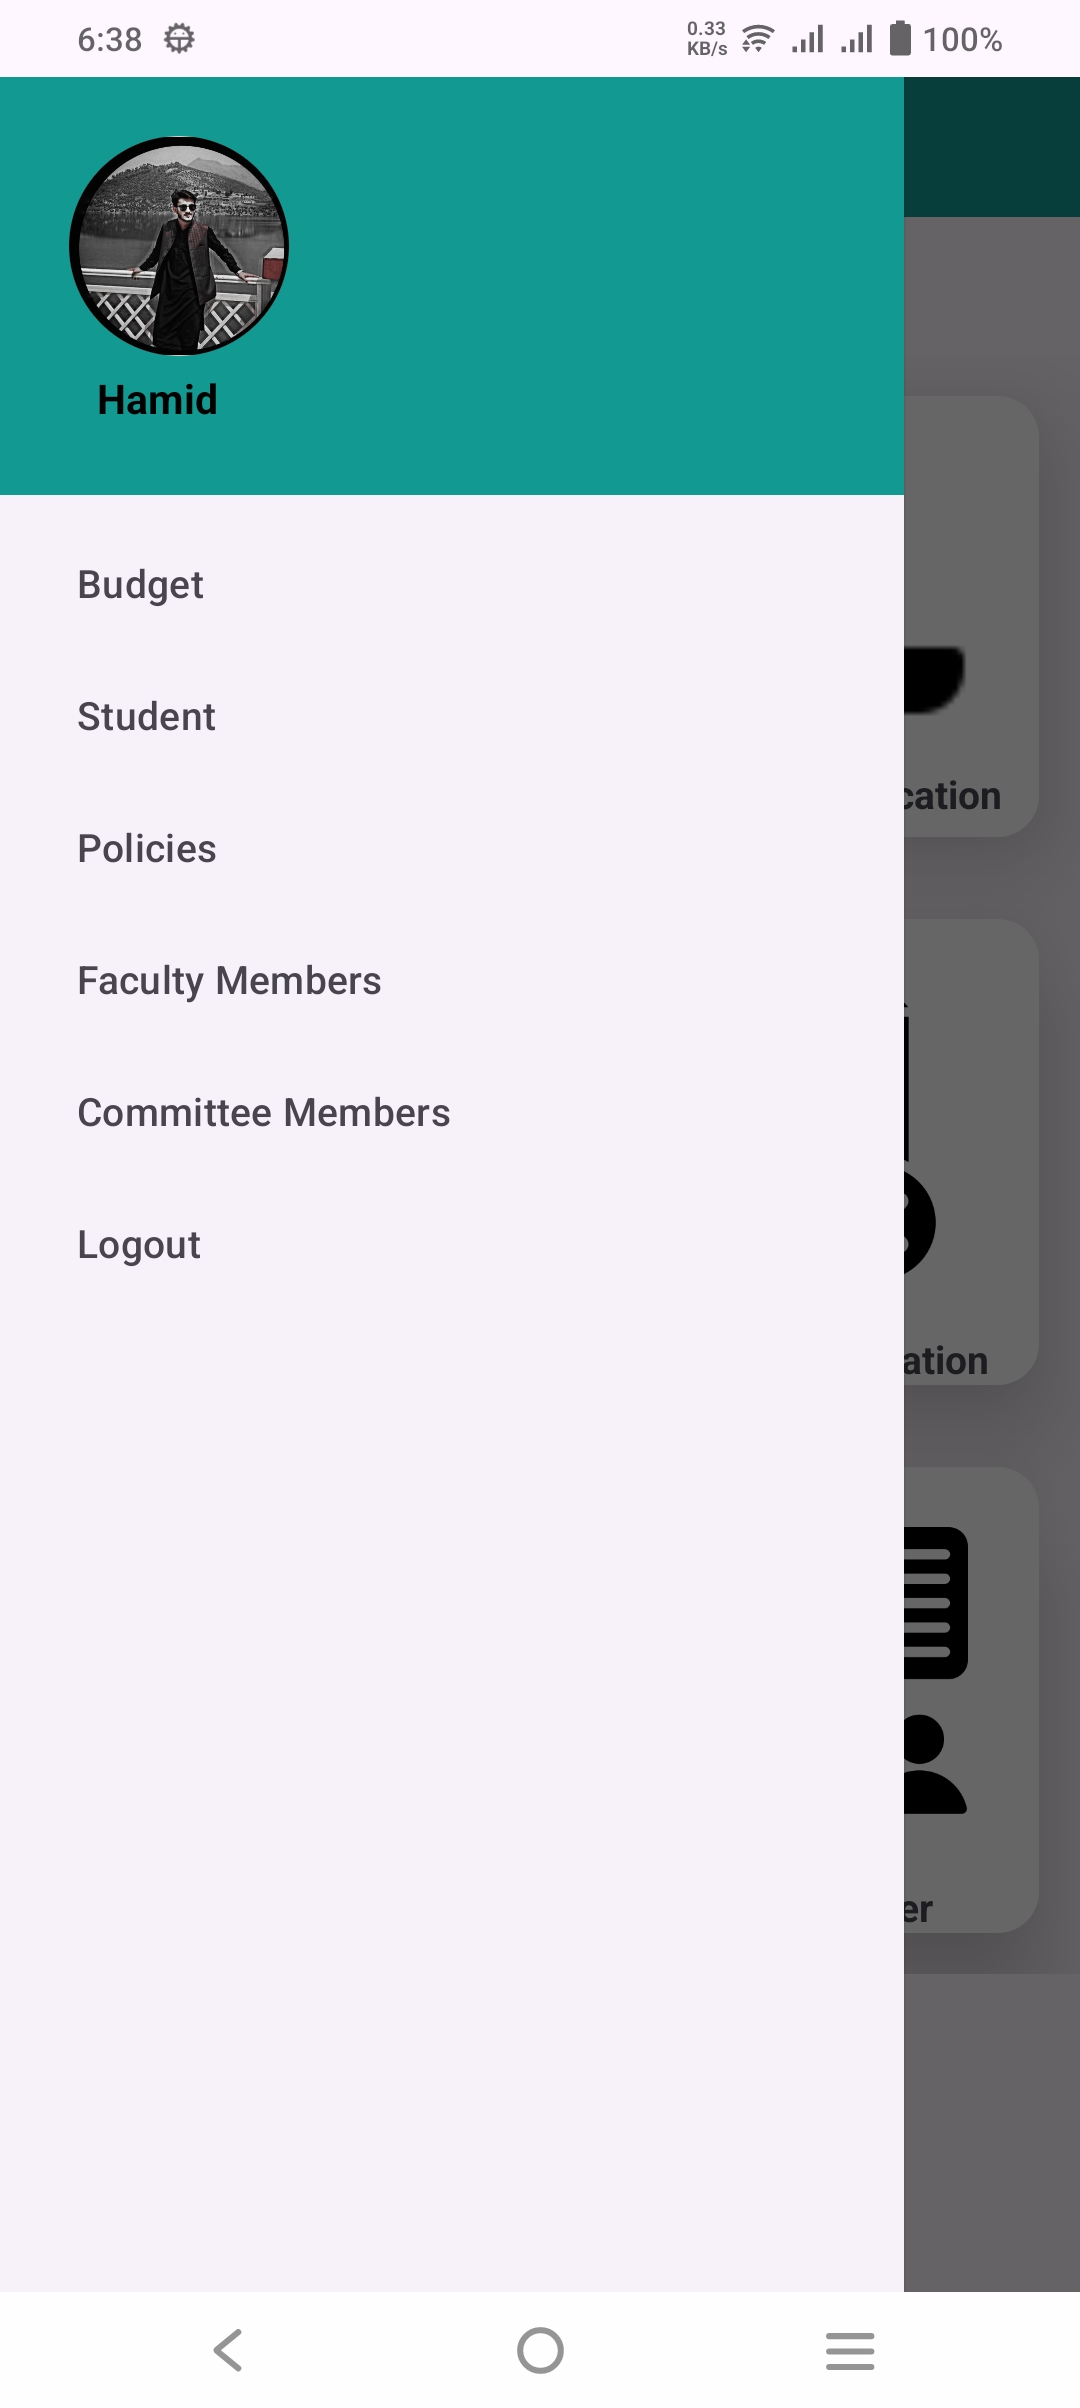 6:38
0.33
KB/s
100%
Hamid
Budget
Student
Policies
Faculty Members
Committee Members
Logout
cation
ation
er